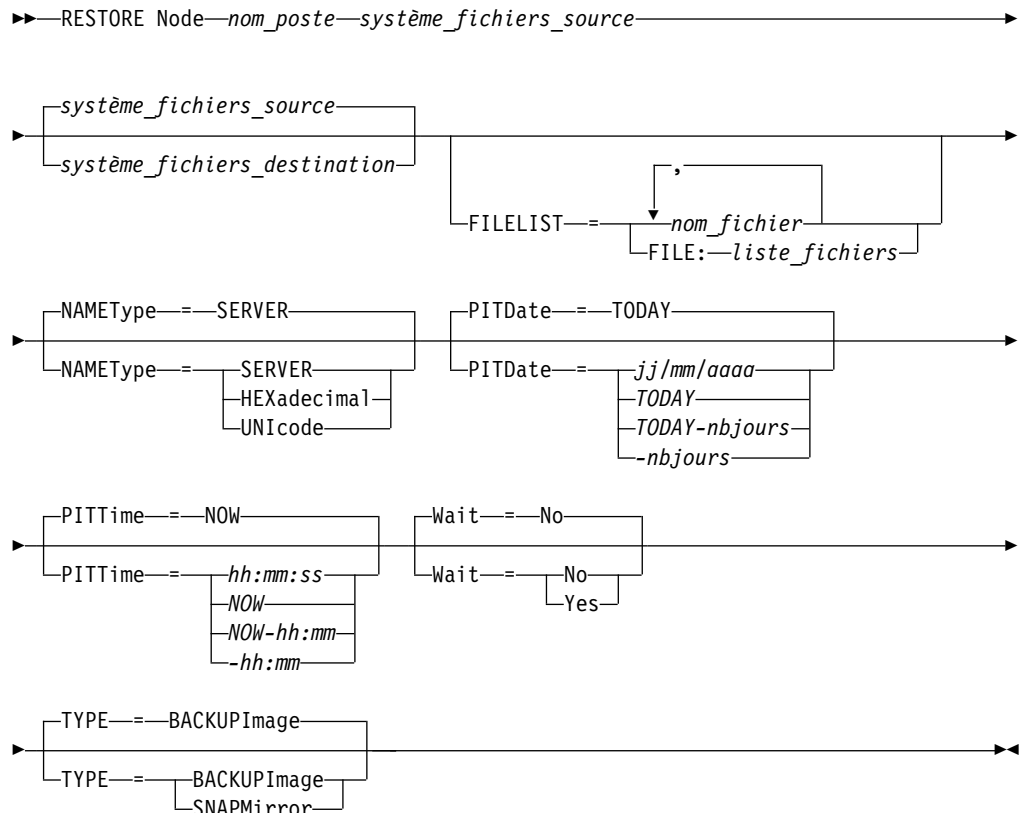 RESTORE Node nom_poste système_fichiers_source
système_fichiers_source
système_fichiers_destination
,
FILELIST = nom_fichier
FILE: liste_fichiers
NAMEType = SERVER
NAMEType = SERVER
HEXadecimal
UNIcode
PITDate = TODAY
PITDate = jj/mm/aaaa
TODAY
TODAY-nbjours
-nbjours
PITTime = NOW
PITTime = hh:mm:ss
NOW
NOW-hh:mm
-hh:mm
Wait = No
Wait = No
Yes
TYPE = BACKUPImage
TYPE = BACKUPImage
SNAPMirror